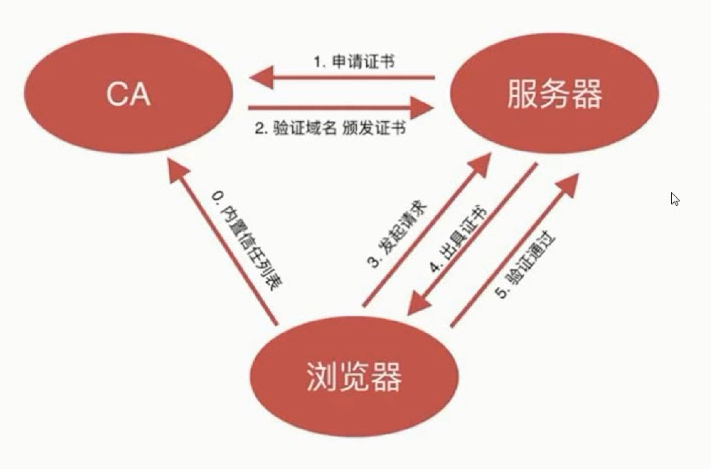 CA
1. 申请证书
服务器
2. 验证域名 颁发证书
0. 内置信任列表
3. 发起请求
4. 出具证书
5. 验证通过
浏览器